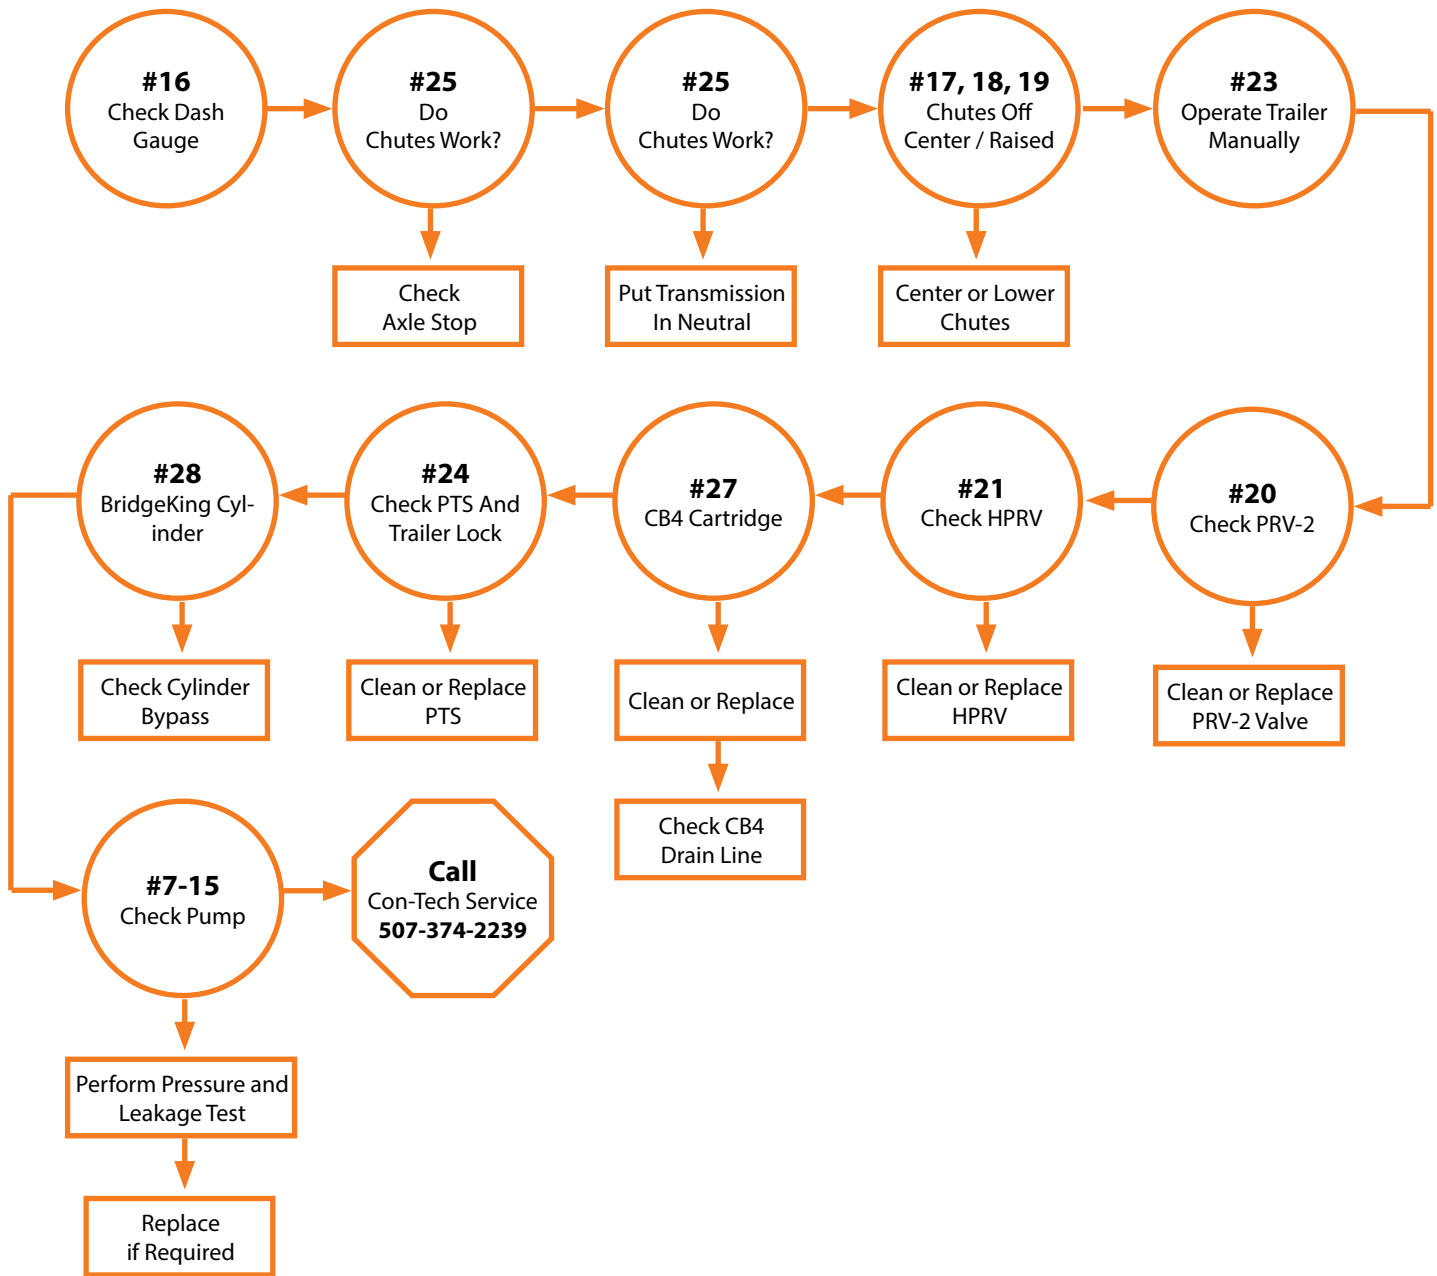 #16
Check Dash
Gauge
#25
Do
Chutes Work?
#25
Do
Chutes Work?
#17, 18, 19
Chutes Off
Center / Raised
#23
Operate Trailer
Manually
Check
Axle Stop
Put Transmission
In Neutral
Center or Lower
Chutes
#20
Check PRV-2
Clean or Replace
PRV-2 Valve
#21
Check HPRV
Clean or Replace
HPRV
#27
CB4 Cartridge
Clean or Replace
Check CB4
Drain Line
#24
Check PTS And
Trailer Lock
Clean or Replace
PTS
#28
BridgeKing Cyl-
inder
Check Cylinder
Bypass
#7-15
Check Pump
Perform Pressure and
Leakage Test
Replace
if Required
Call
Con-Tech Service
507-374-2239